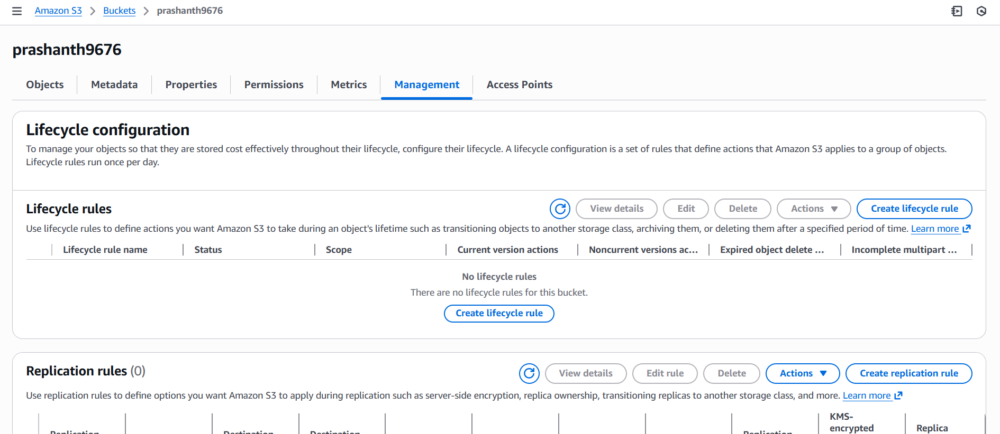 Amazon S3 > Buckets > prashanth9676
prashanth9676
Objects Metadata Properties Permissions Metrics Management Access Points
Lifecycle configuration
To manage your objects so that they are stored cost effectively throughout their lifecycle, configure their lifecycle. A lifecycle configuration is a set of rules that define actions that Amazon S3 applies to a group of objects.
Lifecycle rules run once per day.
Lifecycle rules View details Edit Delete Actions Create lifecycle rule
Use lifecycle rules to define actions you want Amazon S3 to take during an object's lifetime such as transitioning objects to another storage class, archiving them, or deleting them after a specified period of time. Learn more
Lifecycle rule name Status Scope Current version actions Noncurrent versions ac... Expired object delete ... Incomplete multipart ...
No lifecycle rules
There are no lifecycle rules for this bucket.
Create lifecycle rule
Replication rules (0) View details Edit rule Delete Actions Create replication rule
Use replication rules to define options you want Amazon S3 to apply during replication such as server-side encryption, replica ownership, transitioning replicas to another storage class, and more. Learn more
KMS-
encrypted Replica
Replication Destination Destination Replication